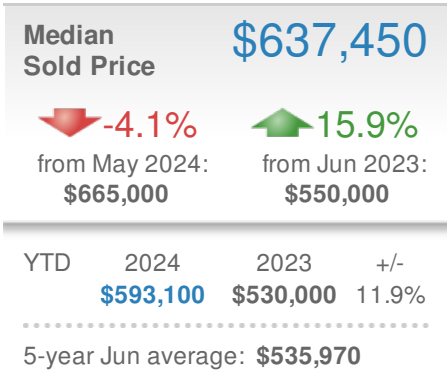 Median $637,450
Sold Price
-4.1% 15.9%
from May 2024: from Jun 2023:
$665,000 $550,000
YTD 2024 2023 +/-
$593,100 $530,000 11.9%
5-year Jun average: $535,970